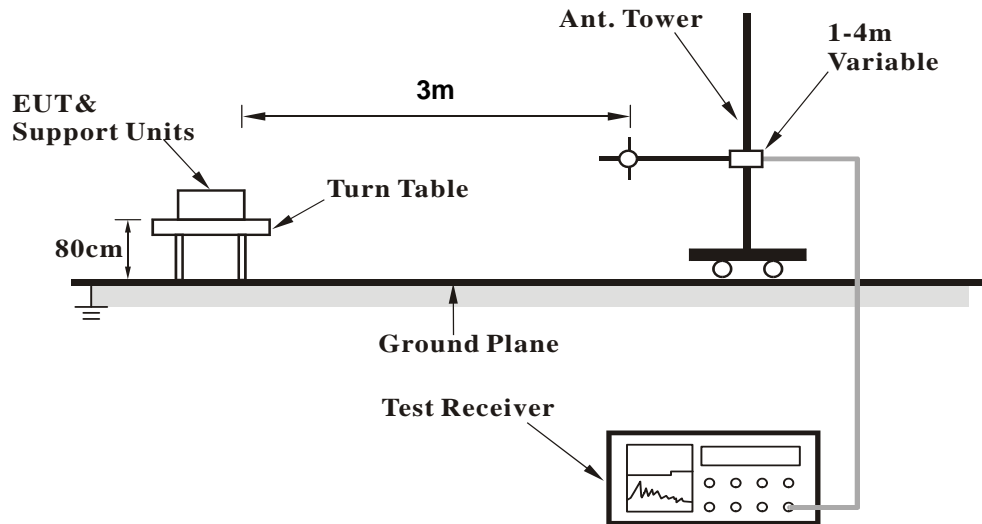 Ant. Tower
1-4m
Variable
3m
EUT&
Support Units
Turn Table
80cm
Ground Plane
Test Receiver